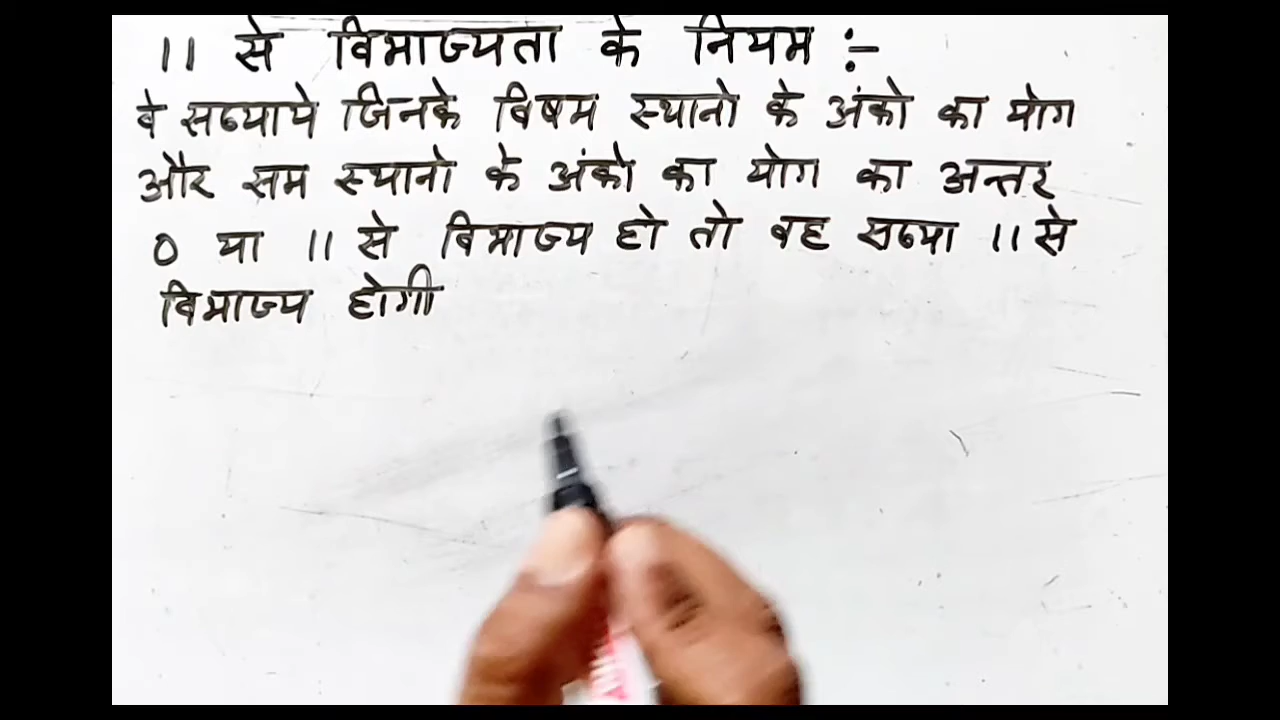 11 से विभाज्यता के नियम :-
वे सख्याये जिनके विषम स्थानो के अंको का योग
और सम स्थानो के अंको का योग का अन्तर
0 या 11 से विभाज्य हो तो वह सख्या 11 से
विभाज्य होगी